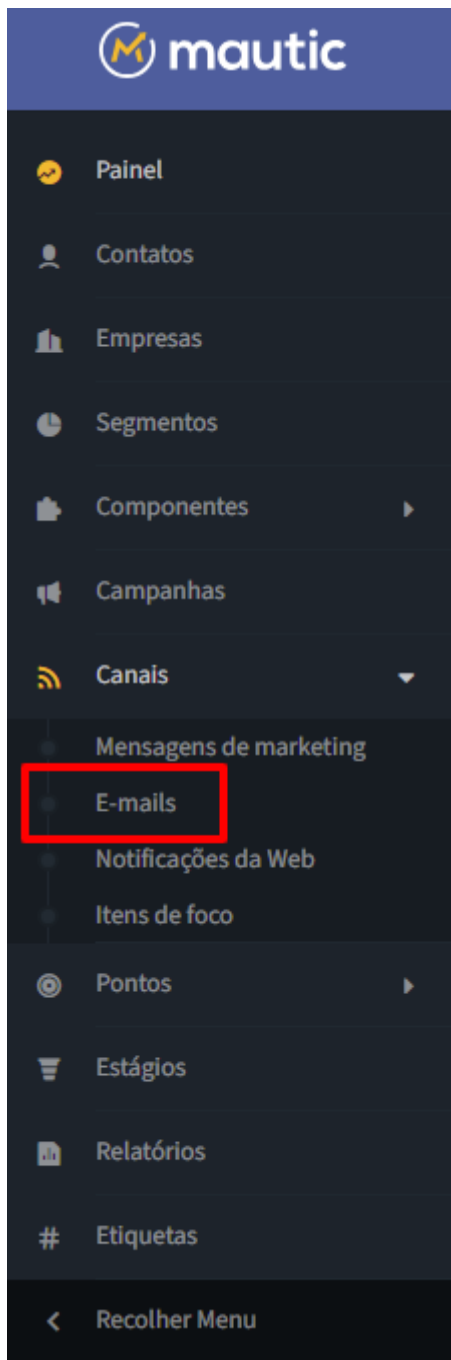 mautic
Painel
Contatos
Empresas
Segmentos
Componentes
Campanhas
Canais
Mensagens de marketing
E-mails
Notificações da Web
Itens de foco
Pontos
Estágios
Relatórios
# Etiquetas
Recolher Menu